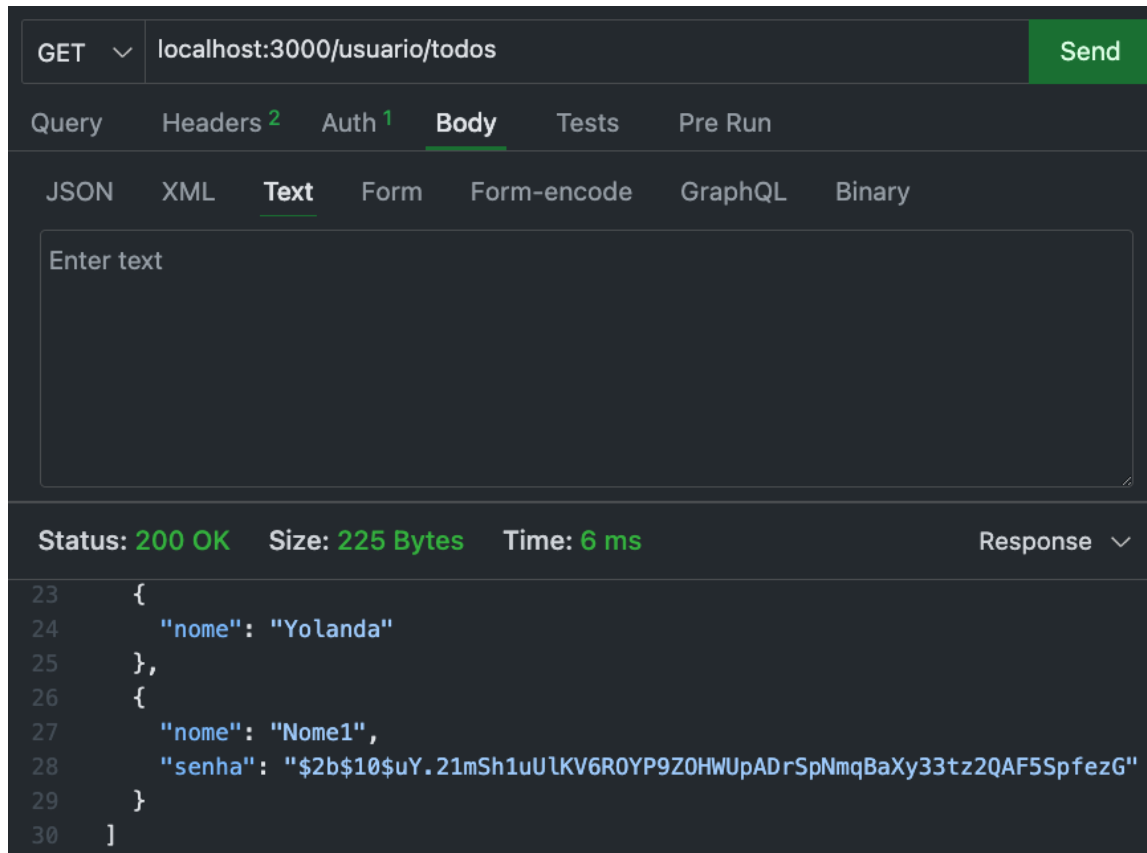 GET localhost:3000/usuario/todos Send
Query Headers 2 Auth 1 Body Tests Pre Run
JSON XML Text Form Form-encode GraphQL Binary
Enter text
Status: 200 OK Size: 225 Bytes Time: 6 ms Response
23 {
24 "nome": "Yolanda"
25 },
26 {
27 "nome": "Nome1",
28 "senha": "$2b$10$uY.21mSh1uUlKV6ROYP9ZOHWUpADrSpNmqBaXy33tz2QAF5SpfezG"
29 }
30 ]